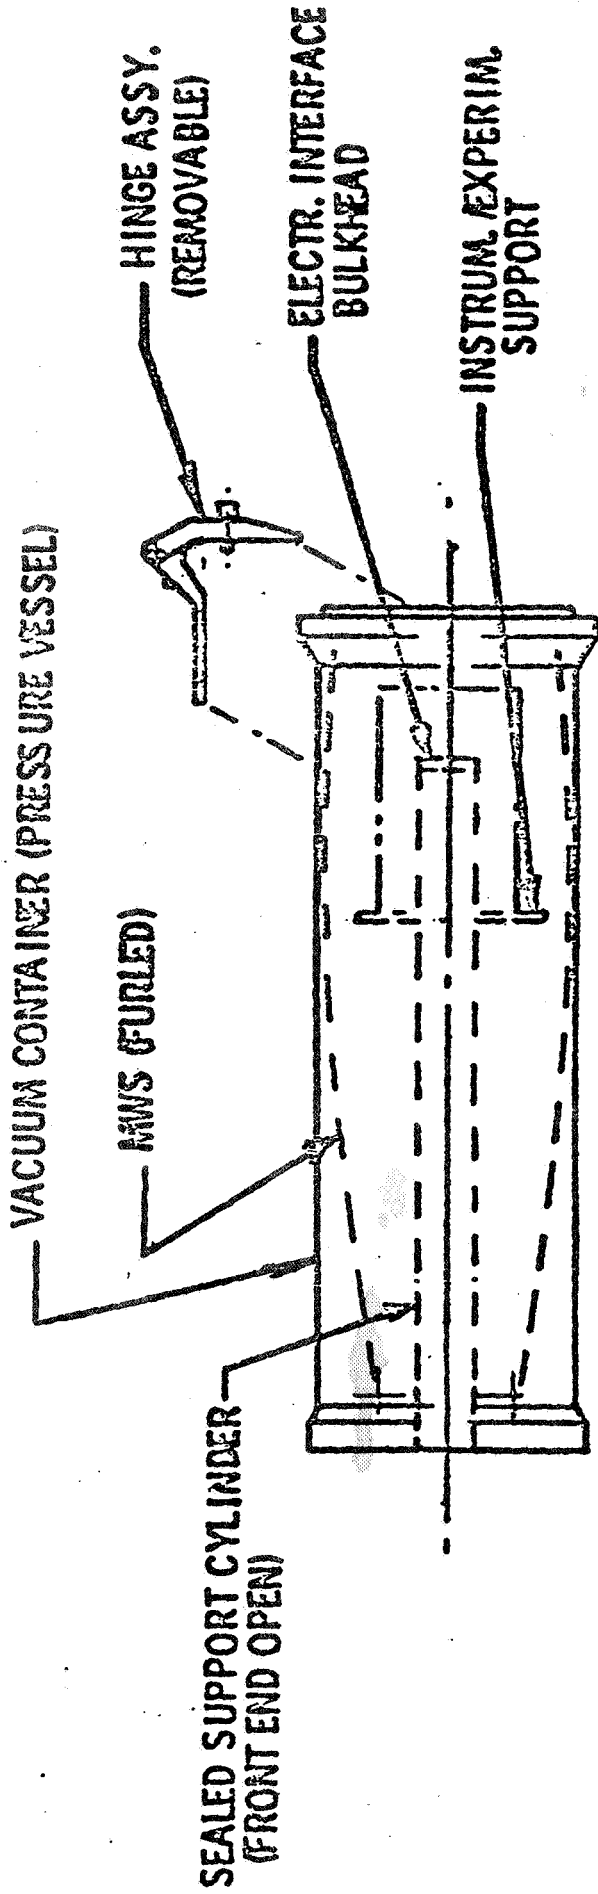 VACUUM CONTAINER (PRESSURE VESSEL)
MWS (FURLED)
SEALED SUPPORT CYLINDER
(FRONT END OPEN)
HINGE ASSY.
(REMOVABLE)
ELECTR. INTERFACE
BULKHEAD
INSTRUM./EXPERIM.
SUPPORT